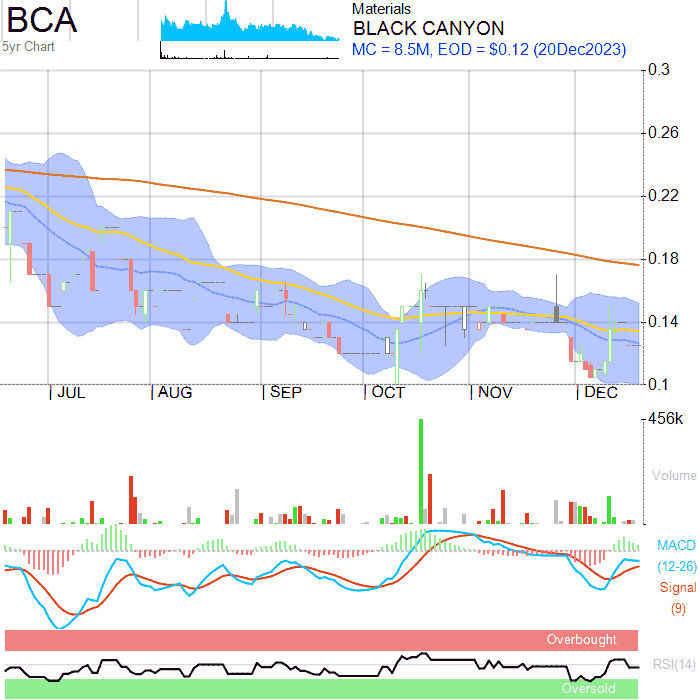 BCA
5yr Chart
Materials
BLACK CANYON
MC = 8.5M, EOD = $0.12 (20Dec2023)
0.3
0.26
0.22
0.18
0.14
0.1
JUL AUG SEP OCT NOV DEC
456k
Volume
MACD
(12-26)
Signal
(9)
Overbought
RSI(14)
Oversold